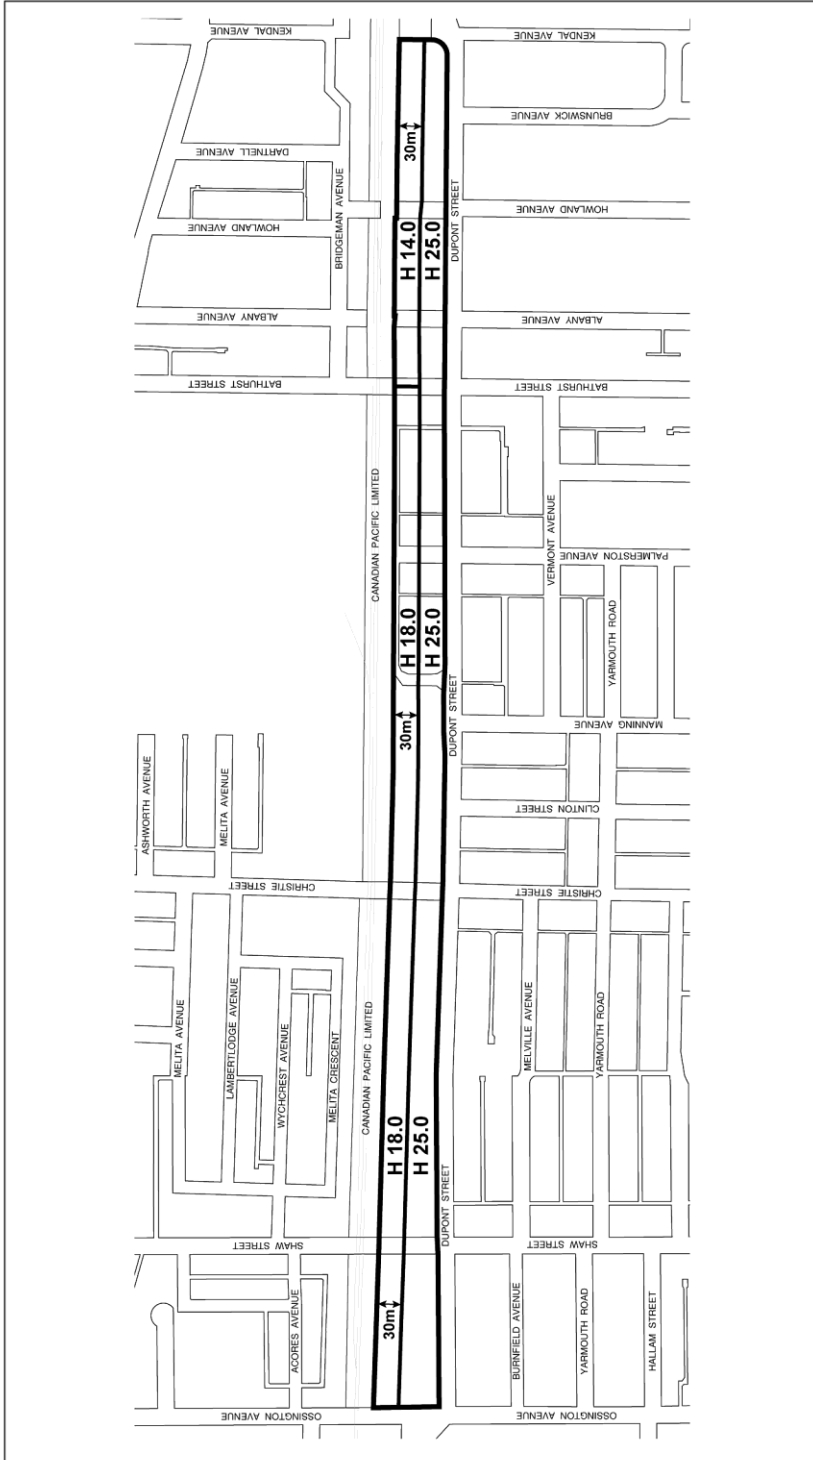 KENDAL AVENUE
KENDAL AVENUE
BRUNSWICK AVENUE
DARTNELL AVENUE
30m
BRIDGEMAN AVENUE
DUPONT STREET
HOWLAND AVENUE
HOWLAND AVENUE
H 14.0
H 25.0
ALBANY AVENUE
ALBANY AVENUE
BATHURST STREET
BATHURST STREET
CANADIAN PACIFIC LIMITED
VERMONT AVENUE
PALMERSTON AVENUE
H 18.0
H 25.0
YARMOUTH ROAD
30m
DUPONT STREET
MANNING AVENUE
ASHWORTH AVENUE
MELITA AVENUE
CLINTON STREET
CHRISTIE STREET
CHRISTIE STREET
MELITA AVENUE
LAMBERTLODGE AVENUE
WYCHCREST AVENUE
MELITA CRESCENT
CANADIAN PACIFIC LIMITED
MELVILLE AVENUE
YARMOUTH ROAD
H 18.0
H 25.0
DUPONT STREET
SHAW STREET
SHAW STREET
30m
ACORES AVENUE
BURNFIELD AVENUE
YARMOUTH ROAD
HALLAM STREET
OSSINGTON AVENUE
OSSINGTON AVENUE